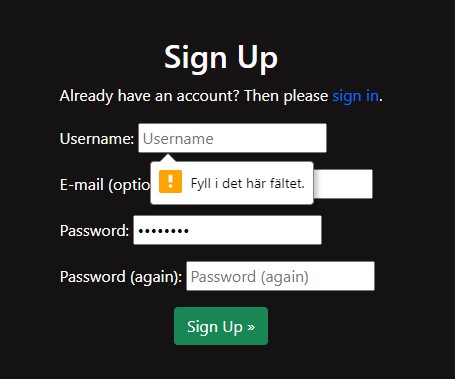 Sign Up
Already have an account? Then please sign in.
Username: Username
Fyll i det här fältet.
E-mail (optio
Password: ••••••••
Password (again): Password (again)
Sign Up »